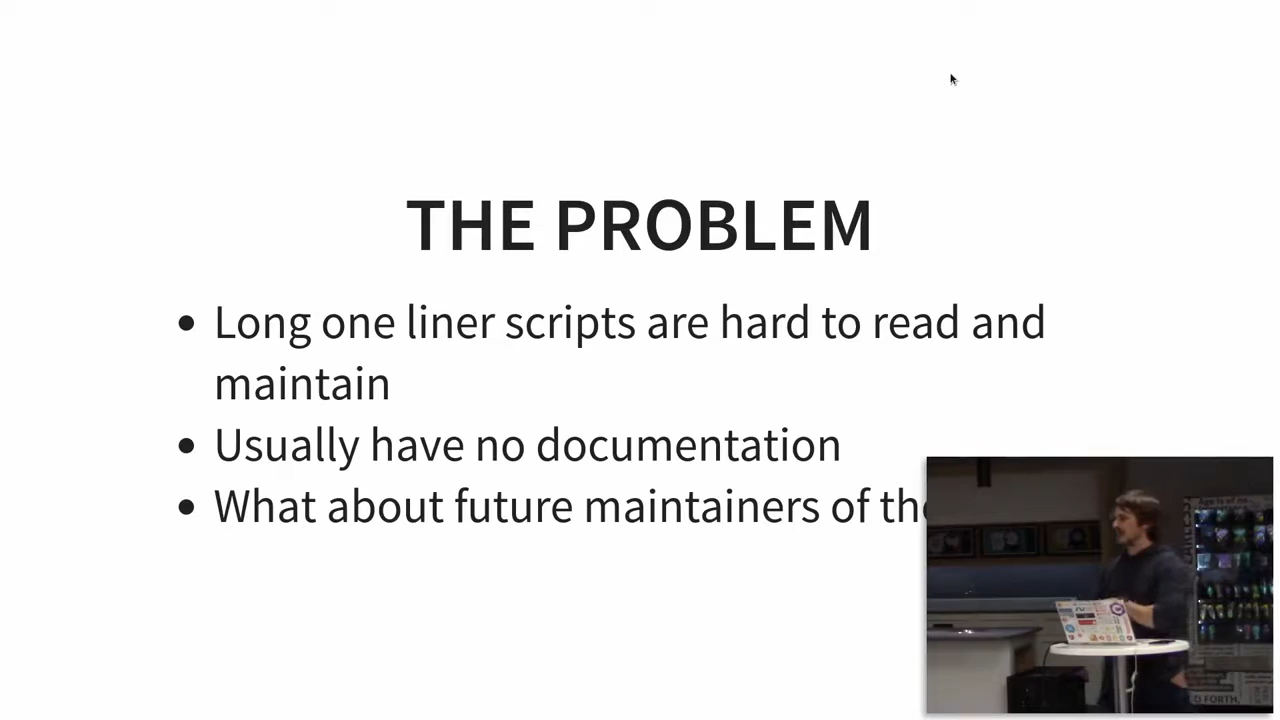 THE PROBLEM
Long one liner scripts are hard to read and
maintain
Usually have no documentation
What about future maintainers of
D FORTH,